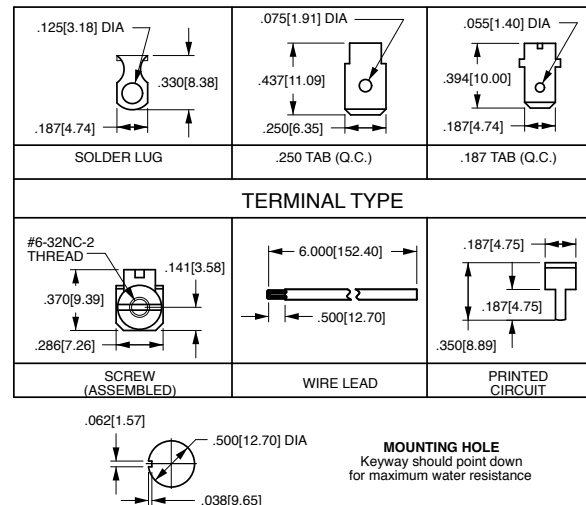 .125[3.18] DIA
.330[8.38]
.187[4.74]
SOLDER LUG
.075[1.91] DIA
.437[11.09]
.250[6.35]
.250 TAB (Q.C.)
.055[1.40] DIA
.394[10.00]
.187[4.74]
.187 TAB (Q.C.)
TERMINAL TYPE
#6-32NC-2
THREAD
.141[3.58]
.370[9.39]
.286[7.26]
SCREW
(ASSEMBLED)
6.000[152.40]
.500[12.70]
WIRE LEAD
.187[4.75]
.187[4.75]
.350[8.89]
PRINTED
CIRCUIT
.062[1.57]
.500[12.70] DIA
.038[9.65]
MOUNTING HOLE
Keyway should point down
for maximum water resistance